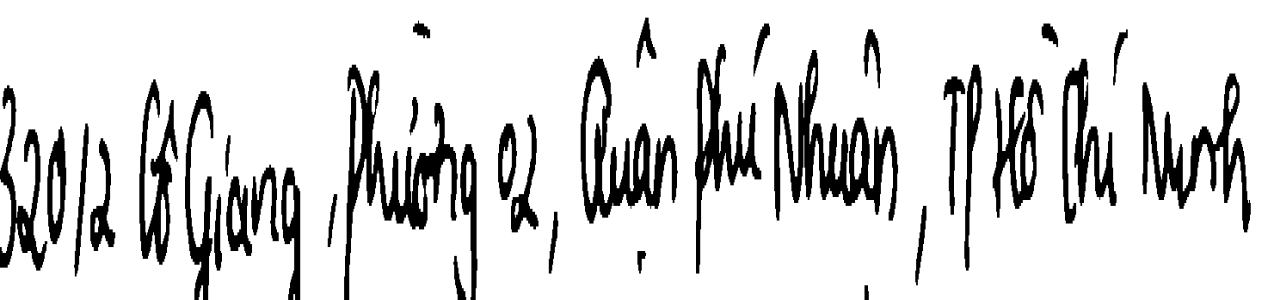 320/2 Cô Giang, Phường 02, Quận Phú Nhuận, TP Hồ Chí Minh